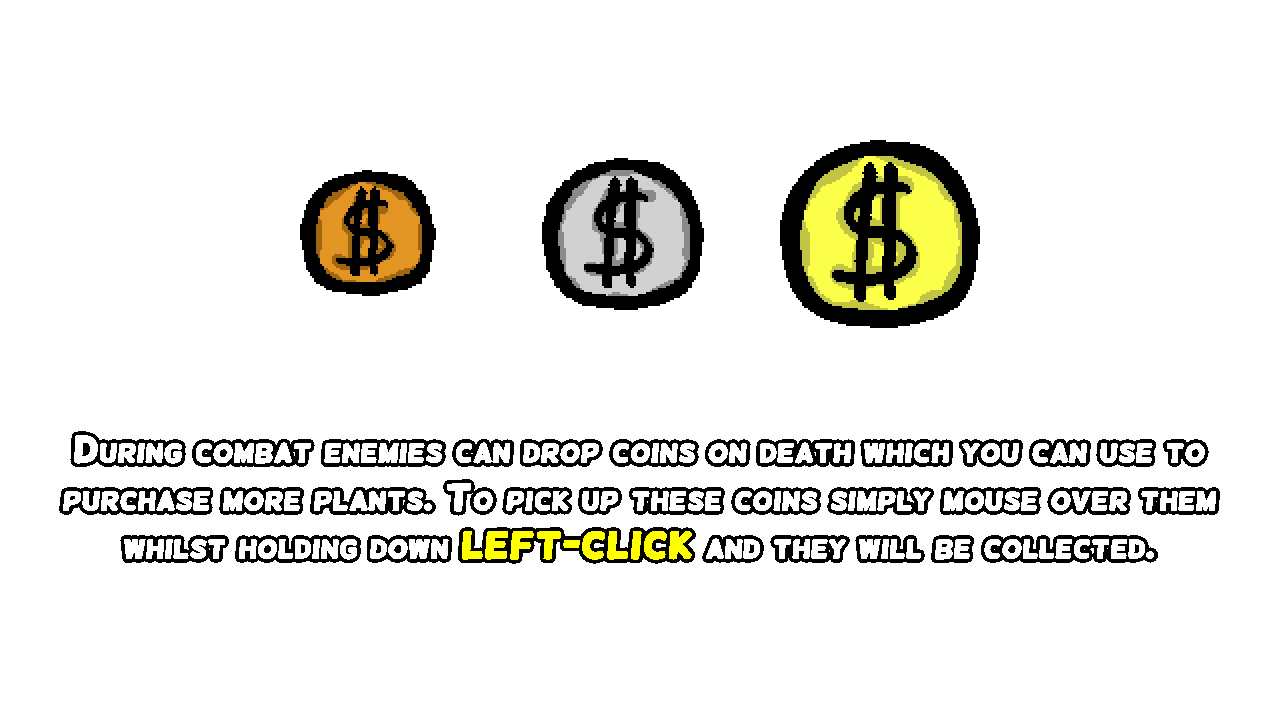 $ $ $
During combat enemies can drop coins on death which you can use to
purchase more plants. To pick up these coins simply mouse over them
whilst holding down LEFT-CLICK and they will be collected.